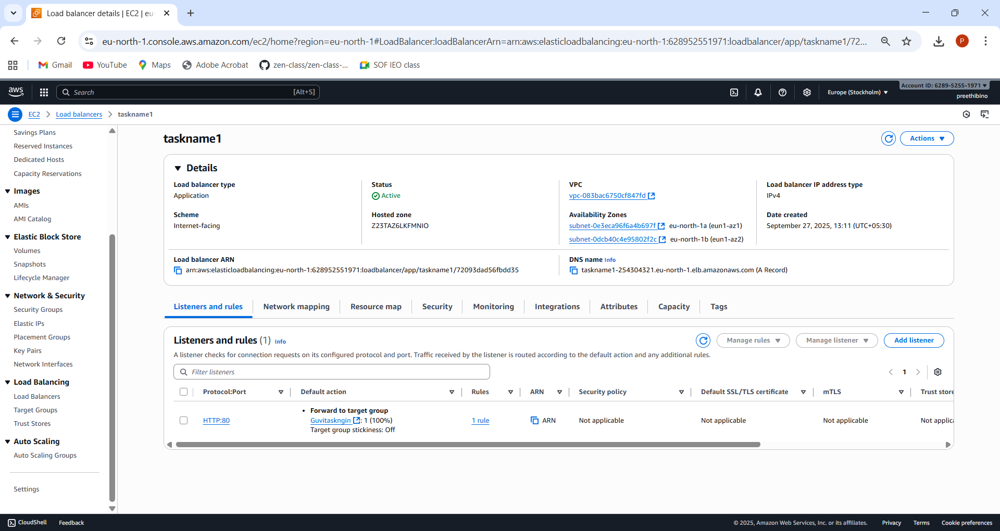 Load balancer details | EC2 | eu-
eu-north-1.console.aws.amazon.com/ec2/home?region=eu-north-1#LoadBalancer:loadBalancerArn=arn:aws:elasticloadbalancing:eu-north-1:628952551971:loadbalancer/app/taskname1/72...
P
Gmail YouTube Maps Adobe Acrobat zen-class/zen-class-... SOF IEO class
aws Search [Alt+S] Europe (Stockholm) Account ID: 6289-5255-1971
preethibino
EC2 Load balancers taskname1
Savings Plans
Reserved Instances
Dedicated Hosts
Capacity Reservations
Images
AMIs
AMI Catalog
Elastic Block Store
Volumes
Snapshots
Lifecycle Manager
Network & Security
Security Groups
Elastic IPs
Placement Groups
Key Pairs
Network Interfaces
Load Balancing
Load Balancers
Target Groups
Trust Stores
Auto Scaling
Auto Scaling Groups
Settings
taskname1
Actions
Details
Load balancer type
Application
Status
Active
VPC
vpc-083bac6750cf847fd
Load balancer IP address type
IPv4
Scheme
Internet-facing
Hosted zone
Z23TAZ6LKFMNIO
Availability Zones
subnet-0e3eca96f6a4b697f eu-north-1a (eun1-az1)
subnet-0dcb40c4e95802f2c eu-north-1b (eun1-az2)
Date created
September 27, 2025, 13:11 (UTC+05:30)
Load balancer ARN
arn:aws:elasticloadbalancing:eu-north-1:628952551971:loadbalancer/app/taskname1/72093dad56fbdd35
DNS name Info
taskname1-254304321.eu-north-1.elb.amazonaws.com (A Record)
Listeners and rules Network mapping Resource map Security Monitoring Integrations Attributes Capacity Tags
Listeners and rules (1) Info
Manage rules Manage listener Add listener
A listener checks for connection requests on its configured protocol and port. Traffic received by the listener is routed according to the default action and any additional rules.
Filter listeners
1
Protocol:Port Default action Rules ARN Security policy Default SSL/TLS certificate mTLS Trust store
HTTP:80
• Forward to target group
Guvitaskngin : 1 (100%)
Target group stickiness: Off
1 rule ARN Not applicable Not applicable Not applicable Not applica
CloudShell Feedback © 2025, Amazon Web Services, Inc. or its affiliates. Privacy Terms Cookie preferences